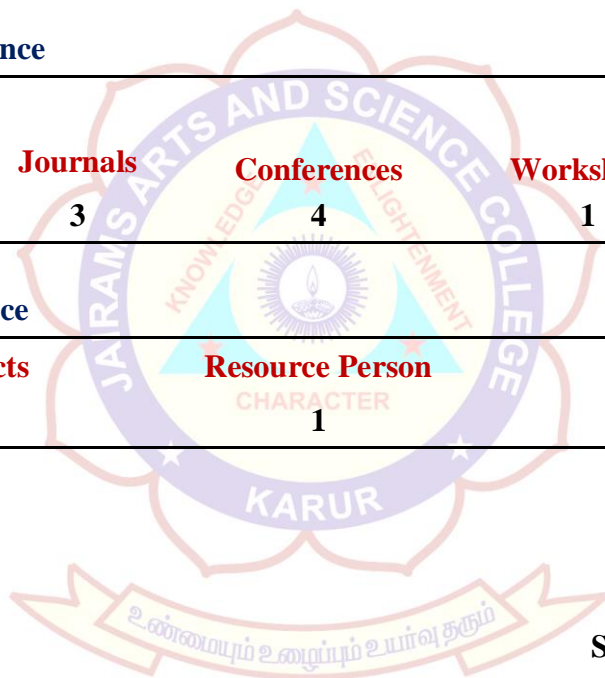 nce
Journals Conferences Worksh
3 4 1
ce
cts Resource Person
1
S
JAIRAMS ARTS AND SCIENCE COLLEGE
KNOWLEDGE
ENLIGHTENMENT
CHARACTER
KARUR
உண்மையும் உழைப்பும் உயர்வு தரும்